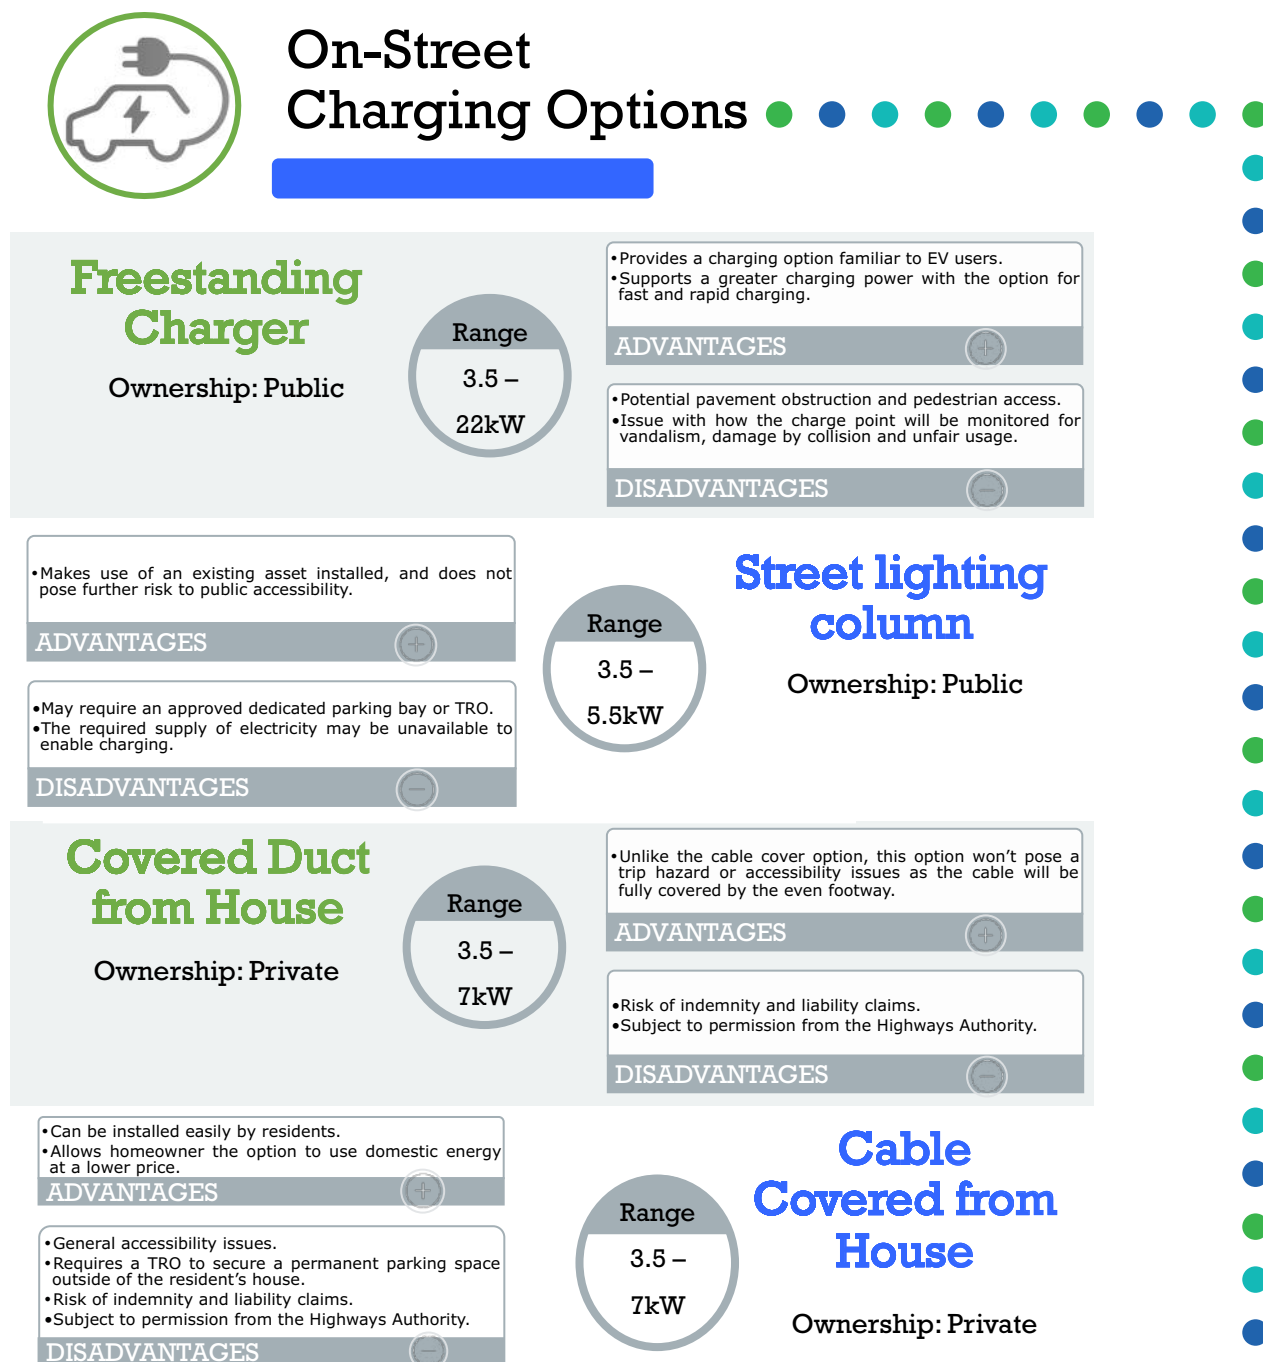 On-Street
Charging Options
Freestanding
Charger
Ownership: Public
Range
3.5 –
22kW
•Provides a charging option familiar to EV users.
•Supports a greater charging power with the option for
fast and rapid charging.
ADVANTAGES
•Potential pavement obstruction and pedestrian access.
•Issue with how the charge point will be monitored for
vandalism, damage by collision and unfair usage.
DISADVANTAGES
•Makes use of an existing asset installed, and does not
pose further risk to public accessibility.
ADVANTAGES
•May require an approved dedicated parking bay or TRO.
•The required supply of electricity may be unavailable to
enable charging.
DISADVANTAGES
Range
3.5 –
5.5kW
Street lighting
column
Ownership: Public
Covered Duct
from House
Ownership: Private
Range
3.5 –
7kW
•Unlike the cable cover option, this option won’t pose a
trip hazard or accessibility issues as the cable will be
fully covered by the even footway.
ADVANTAGES
•Risk of indemnity and liability claims.
•Subject to permission from the Highways Authority.
DISADVANTAGES
•Can be installed easily by residents.
•Allows homeowner the option to use domestic energy
at a lower price.
ADVANTAGES
•General accessibility issues.
•Requires a TRO to secure a permanent parking space
outside of the resident’s house.
•Risk of indemnity and liability claims.
•Subject to permission from the Highways Authority.
DISADVANTAGES
Range
3.5 –
7kW
Cable
Covered from
House
Ownership: Private